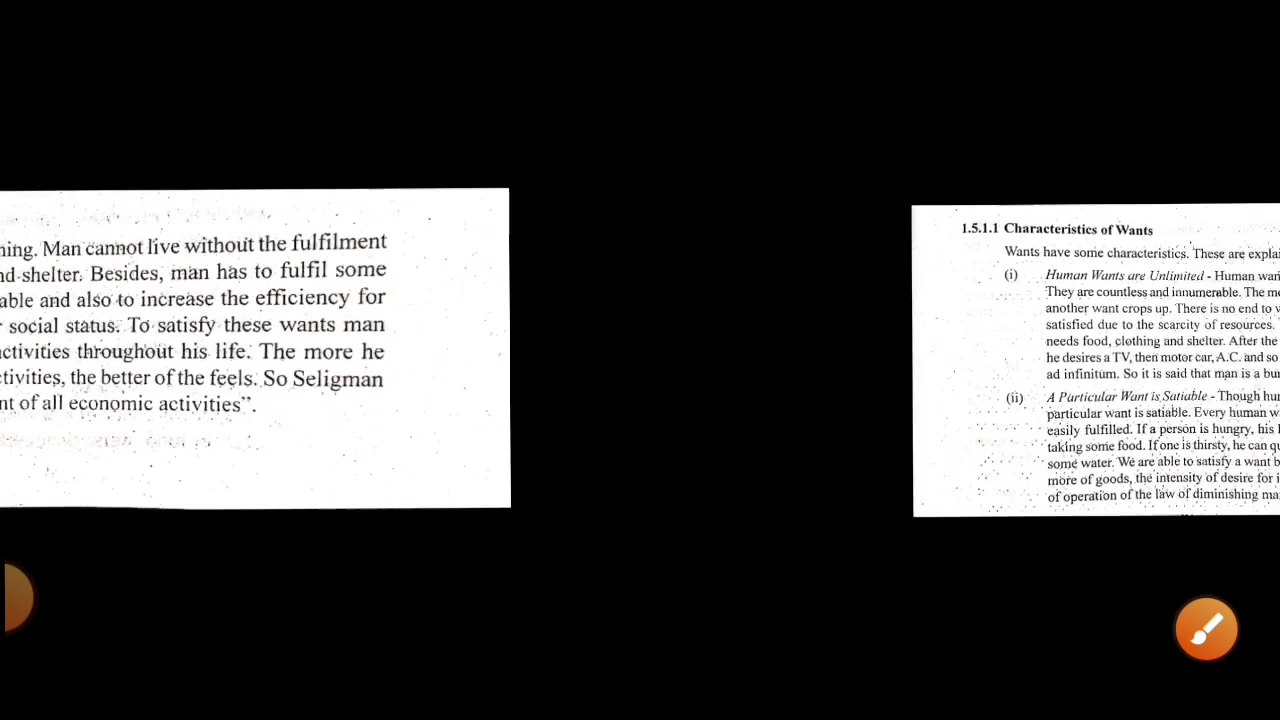 ning. Man cannot live without the fulfilment
nd shelter. Besides, man has to fulfil some
able and also to increase the efficiency for
social status. To satisfy these wants man
ctivities throughout his life. The more he
tivities, the better of the feels. So Seligman
nt of all economic activities".
1.5.1.1 Characteristics of Wants
Wants have some characteristics. These are explai
(i) Human Wants are Unlimited - Human wan
They are countless and innumerable. The mo
another want crops up. There is no end to w
satisfied due to the scarcity of resources.
needs food, clothing and shelter. After the
he desires a TV, then motor car, A.C. and so
ad infinitum. So it is said that man is a bun
(ii) A Particular Want is Satiable - Though hum
particular want is satiable. Every human w
easily fulfilled. If a person is hungry, his h
taking some food. If one is thirsty, he can qu
some water. We are able to satisfy a want b
more of goods, the intensity of desire for i
of operation of the law of diminishing ma